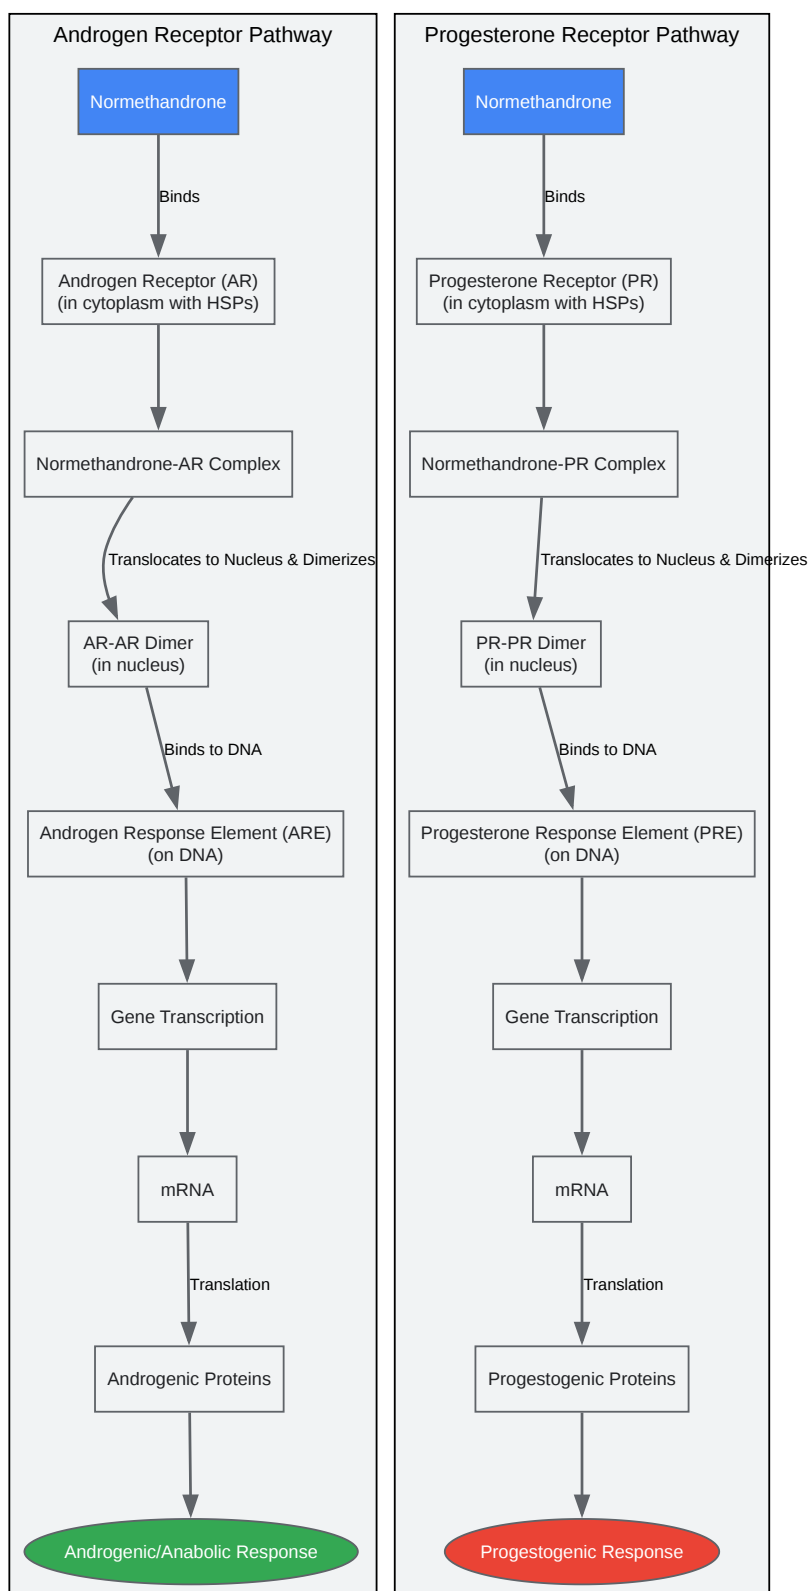 Androgen Receptor Pathway
Normethandrone
Binds
Androgen Receptor (AR)
(in cytoplasm with HSPs)
Normethandrone-AR Complex
Translocates to Nucleus & Dimerizes
AR-AR Dimer
(in nucleus)
Binds to DNA
Androgen Response Element (ARE)
(on DNA)
Gene Transcription
mRNA
Translation
Androgenic Proteins
Androgenic/Anabolic Response
Progesterone Receptor Pathway
Normethandrone
Binds
Progesterone Receptor (PR)
(in cytoplasm with HSPs)
Normethandrone-PR Complex
Translocates to Nucleus & Dimerizes
PR-PR Dimer
(in nucleus)
Binds to DNA
Progesterone Response Element (PRE)
(on DNA)
Gene Transcription
mRNA
Translation
Progestogenic Proteins
Progestogenic Response